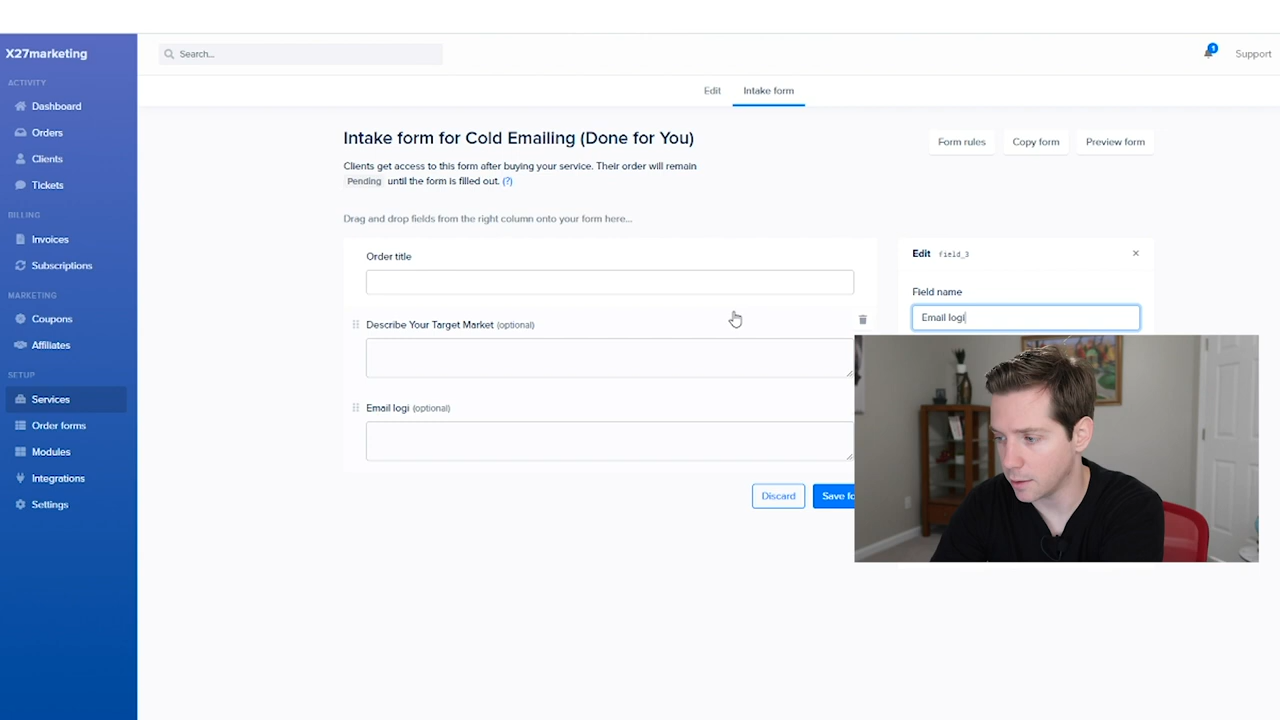 X27marketing
Search...
1
Support
ACTIVITY
Dashboard
Orders
Clients
Tickets
BILLING
Invoices
Subscriptions
MARKETING
Coupons
Affiliates
SETUP
Services
Order forms
Modules
Integrations
Settings
Edit
Intake form
Intake form for Cold Emailing (Done for You)
Form rules
Copy form
Preview form
Clients get access to this form after buying your service. Their order will remain
Pending until the form is filled out. (?)
Drag and drop fields from the right column onto your form here...
Order title
Describe Your Target Market (optional)
Email logi (optional)
Discard
Save fo
Edit field_3
Field name
Email logi